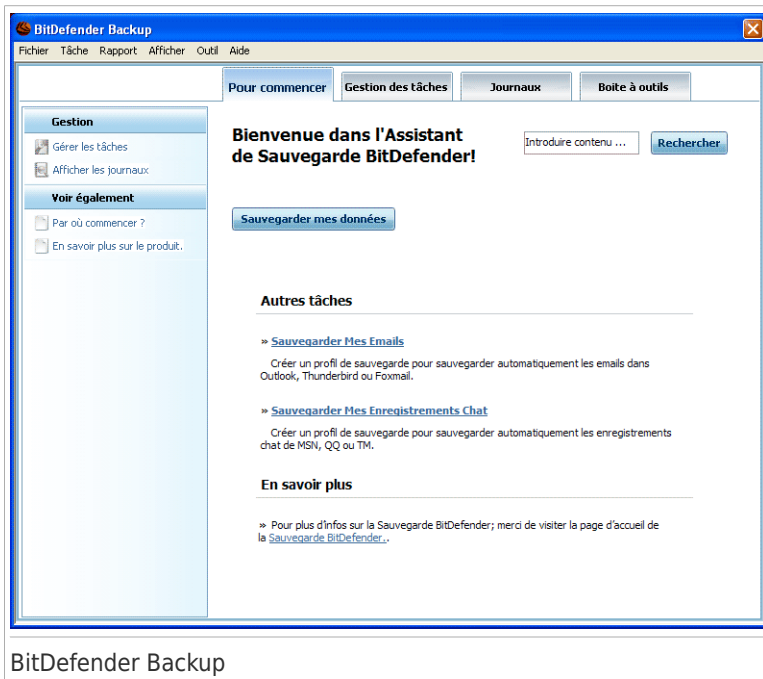 BitDefender Backup
Fichier Tâche Rapport Afficher Outil Aide
Pour commencer Gestion des tâches Journaux Boite à outils
Gestion
Gérer les tâches
Afficher les journaux
Voir également
Par où commencer ?
En savoir plus sur le produit.
Bienvenue dans l'Assistant
de Sauvegarde BitDefender!
Introduire contenu ... Rechercher
Sauvegarder mes données
Autres tâches
» Sauvegarder Mes Emails
Créer un profil de sauvegarde pour sauvegarder automatiquement les emails dans
Outlook, Thunderbird ou Foxmail.
» Sauvegarder Mes Enregistrements Chat
Créer un profil de sauvegarde pour sauvegarder automatiquement les enregistrements
chat de MSN, QQ ou TM.
En savoir plus
» Pour plus d'infos sur la Sauvegarde BitDefender; merci de visiter la page d'accueil de
la Sauvegarde BitDefender..
BitDefender Backup